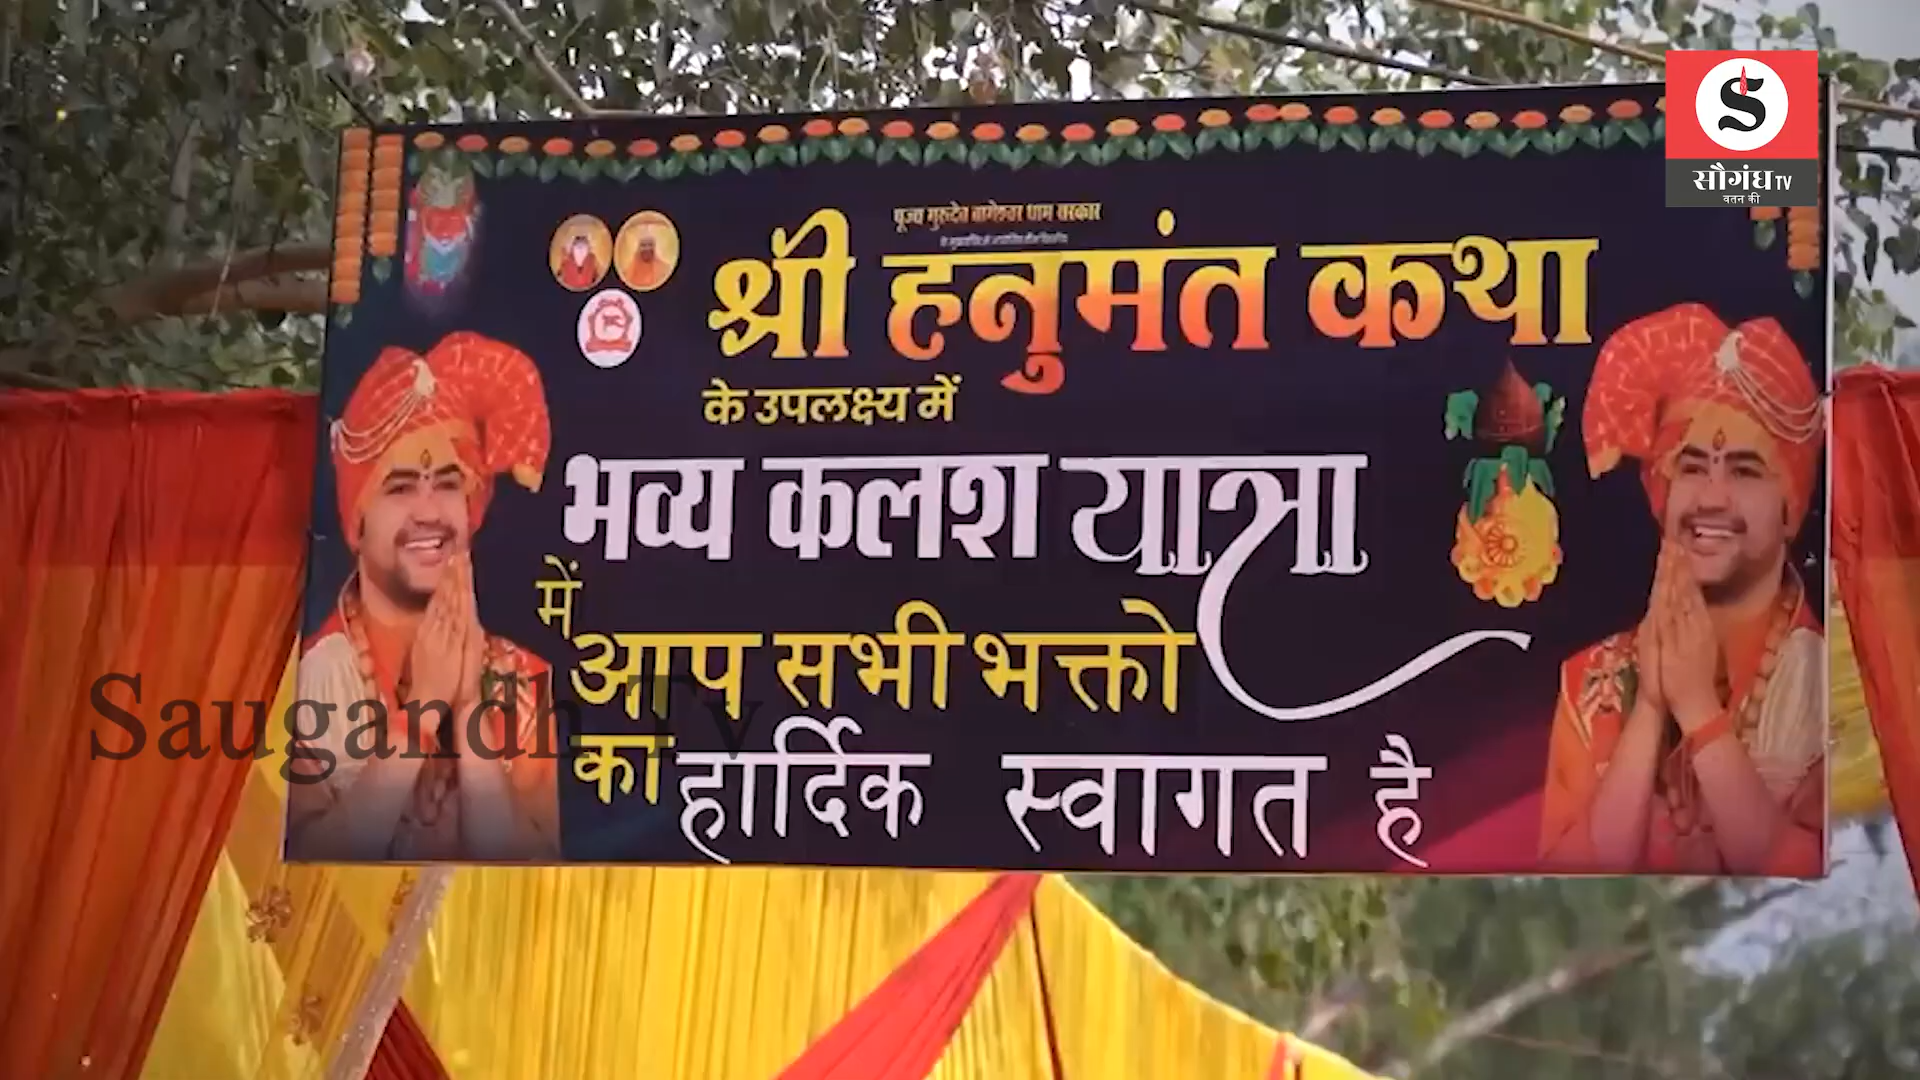 सौगंध TV
वतन की
पूज्य गुरुदेव बागेश्वर धाम सरकार
श्री हनुमंत कथा
के उपलक्ष्य में
भव्य कलश यात्रा
में
आप सभी भक्तो
का हार्दिक स्वागत है
Saugandh Tv